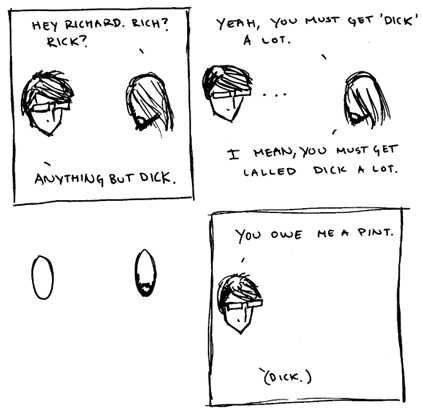 HEY RICHARD. RICH?
RICK?
ANYTHING BUT DICK.
YEAH, YOU MUST GET 'DICK'
A LOT.
...
I MEAN, YOU MUST GET
CALLED DICK A LOT.
YOU OWE ME A PINT.
(DICK.)